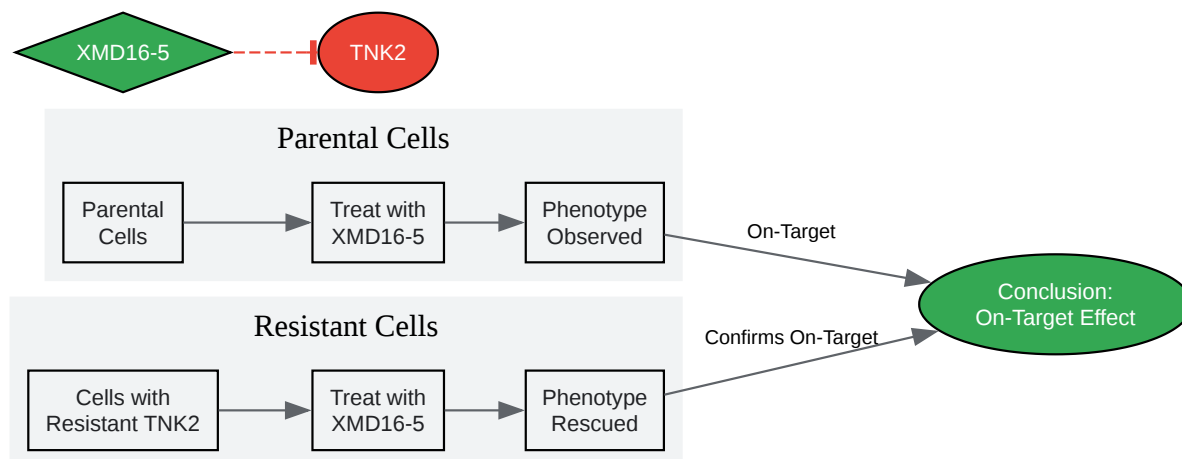 XMD16-5
TNK2
Parental Cells
Parental
Cells
Treat with
XMD16-5
Phenotype
Observed
On-Target
Resistant Cells
Cells with
Resistant TNK2
Treat with
XMD16-5
Phenotype
Rescued
Confirms On-Target
Conclusion:
On-Target Effect